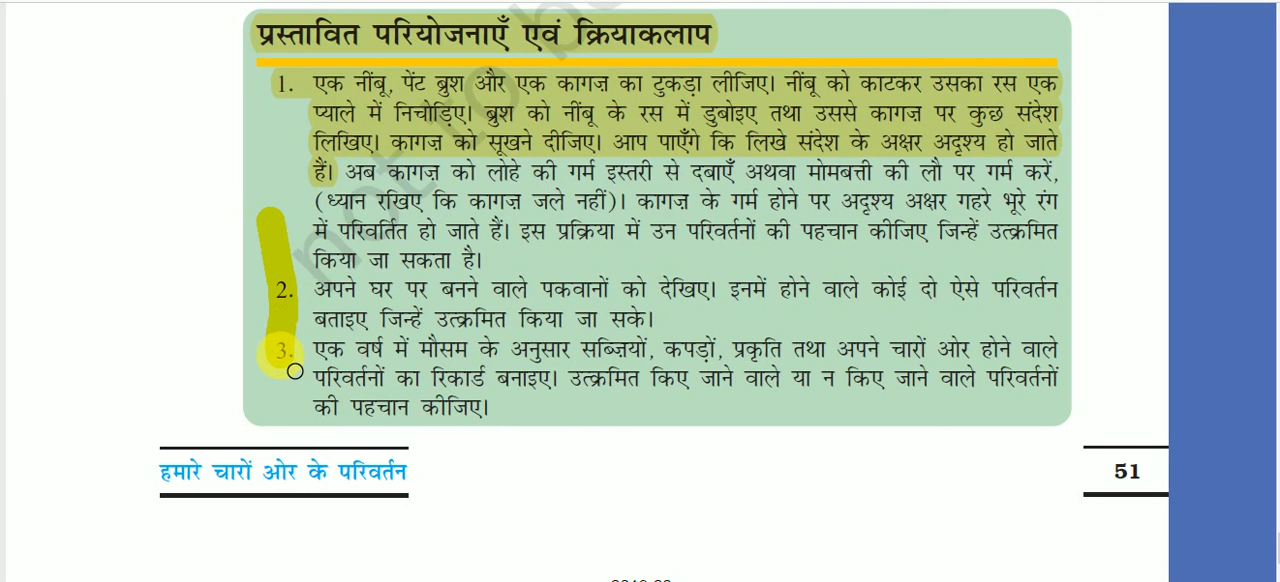 प्रस्तावित परियोजनाएँ एवं क्रियाकलाप
1. एक नींबू, पेंट ब्रुश और एक कागज़ का टुकड़ा लीजिए। नींबू को काटकर उसका रस एक
प्याले में निचोड़िए। ब्रुश को नींबू के रस में डुबोइए तथा उससे कागज़ पर कुछ संदेश
लिखिए। कागज़ को सूखने दीजिए। आप पाएँगे कि लिखे संदेश के अक्षर अदृश्य हो जाते
हैं। अब कागज़ को लोहे की गर्म इस्तरी से दबाएँ अथवा मोमबत्ती की लौ पर गर्म करें,
(ध्यान रखिए कि कागज़ जले नहीं)। कागज़ के गर्म होने पर अदृश्य अक्षर गहरे भूरे रंग
में परिवर्तित हो जाते हैं। इस प्रक्रिया में उन परिवर्तनों की पहचान कीजिए जिन्हें उत्क्रमित
किया जा सकता है।
2. अपने घर पर बनने वाले पकवानों को देखिए। इनमें होने वाले कोई दो ऐसे परिवर्तन
बताइए जिन्हें उत्क्रमित किया जा सके।
3. एक वर्ष में मौसम के अनुसार सब्ज़ियों, कपड़ों, प्रकृति तथा अपने चारों ओर होने वाले
परिवर्तनों का रिकार्ड बनाइए। उत्क्रमित किए जाने वाले या न किए जाने वाले परिवर्तनों
की पहचान कीजिए।
हमारे चारों ओर के परिवर्तन
51
not to be